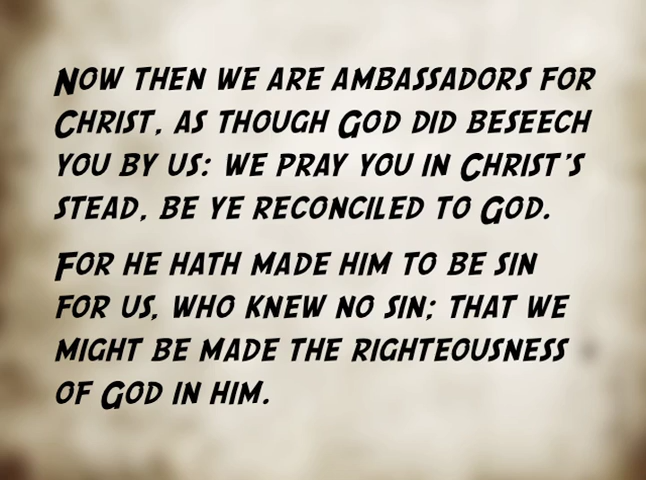 Now then we are ambassadors for
Christ, as though God did beseech
you by us: we pray you in Christ's
stead, be ye reconciled to God.
For he hath made him to be sin
for us, who knew no sin; that we
might be made the righteousness
of God in him.